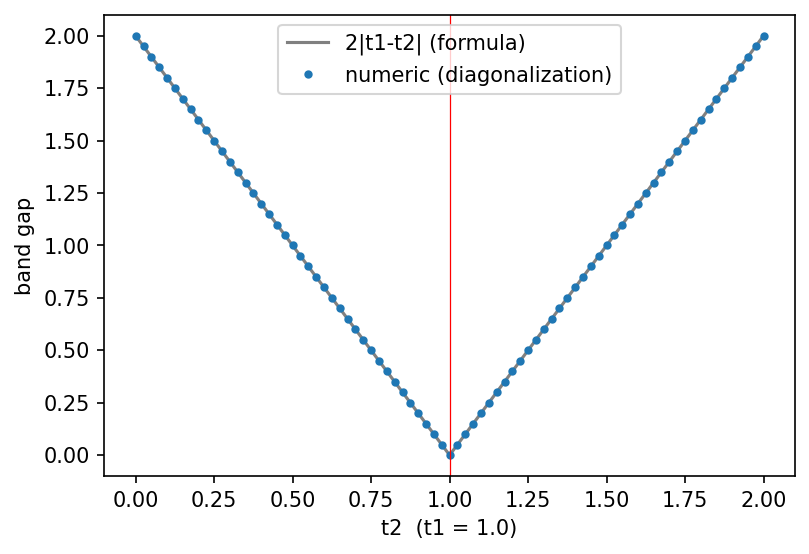 2|t1-t2| (formula)
numeric (diagonalization)
band gap
2.00
1.75
1.50
1.25
1.00
0.75
0.50
0.25
0.00
0.00 0.25 0.50 0.75 1.00 1.25 1.50 1.75 2.00
t2  (t1 = 1.0)